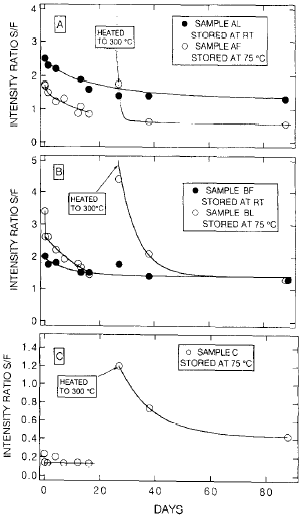 A
● SAMPLE AL
STORED AT RT
○ SAMPLE AF
STORED AT 75 °C
HEATED
TO 300°C
INTENSITY RATIO S/F
4
3
2
1
0
B
● SAMPLE BF
STORED AT RT
○ SAMPLE BL
STORED AT 75 °C
HEATED
TO 300°C
INTENSITY RATIO S/F
5
4
3
2
1
0
C
○ SAMPLE C
STORED AT 75 °C
HEATED
TO 300 °C
INTENSITY RATIO S/F
1.4
1.2
1.0
0.8
0.6
0.4
0.2
0.0
0 20 40 60 80
DAYS